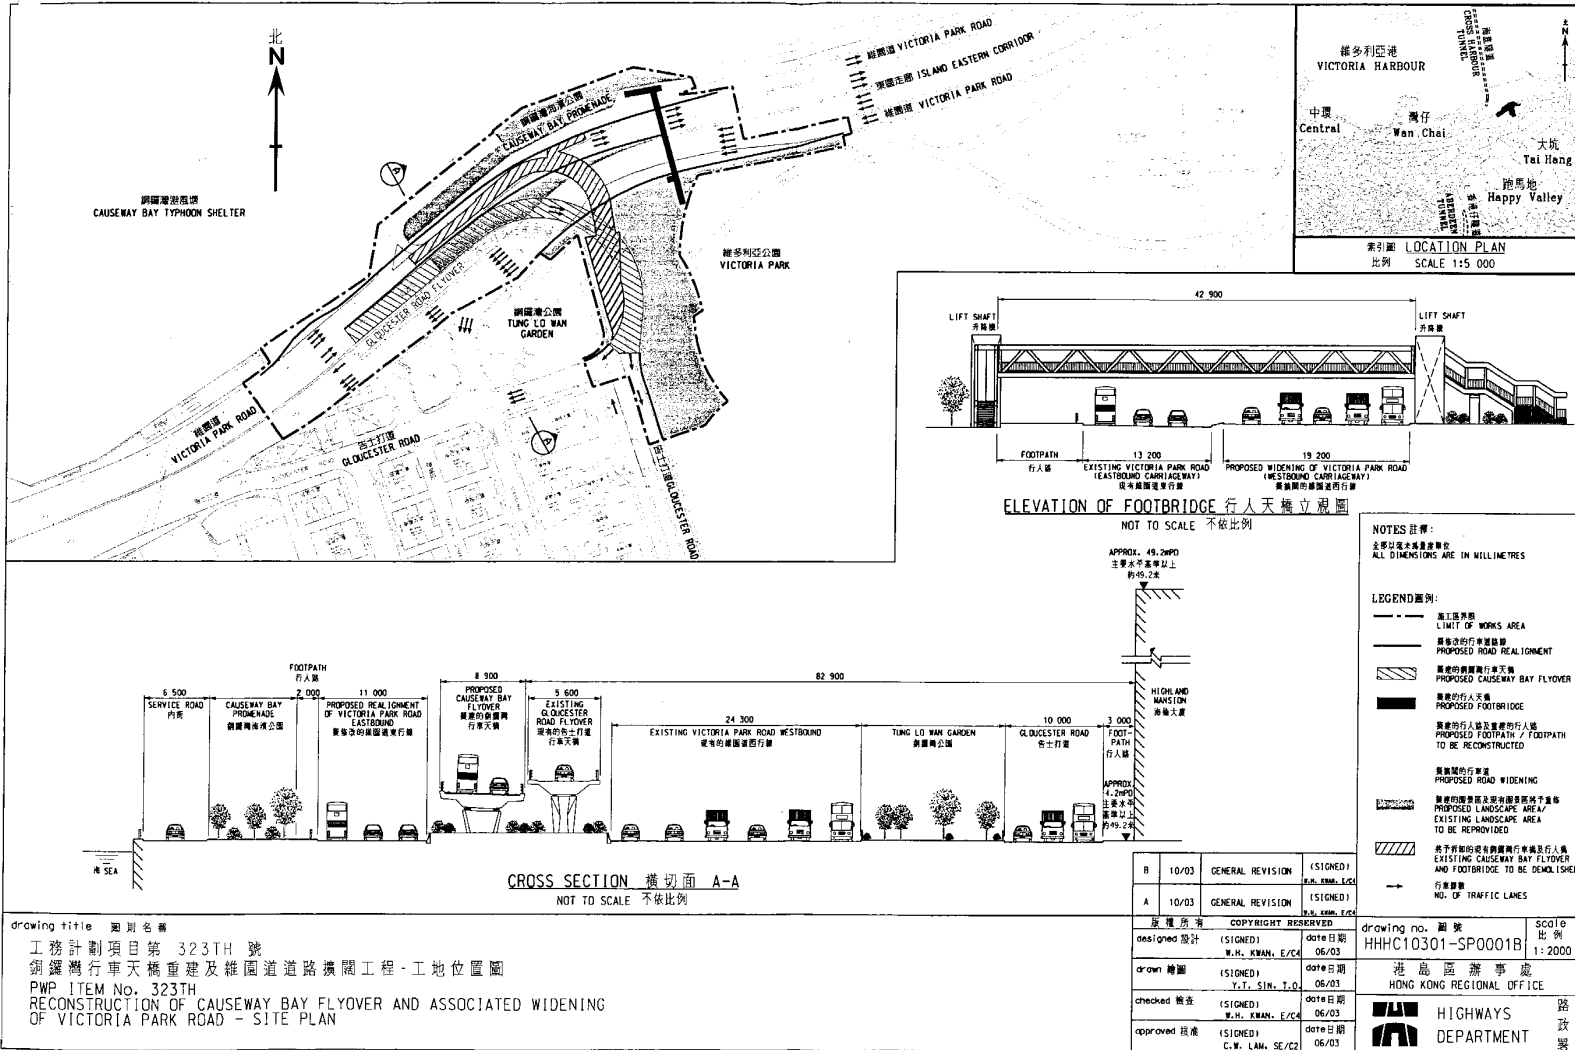 北
N
維園道 VICTORIA PARK ROAD
東區走廊 ISLAND EASTERN CORRIDOR
維園道 VICTORIA PARK ROAD
銅鑼灣海濱公園
CAUSEWAY BAY PROMENADE
A
銅鑼灣避風塘
CAUSEWAY BAY TYPHOON SHELTER
維多利亞公園
VICTORIA PARK
GLOUCESTER ROAD FLYOVER
銅鑼灣公園
TUNG LO WAN
GARDEN
維園道
VICTORIA PARK ROAD
告士打道
GLOUCESTER ROAD
A
告士打道 GLOUCESTER ROAD
海底隧道
CROSS HARBOUR
TUNNEL
北
N
維多利亞港
VICTORIA HARBOUR
中環
Central
灣仔
Wan Chai
大坑
Tai Hang
跑馬地
Happy Valley
香港仔隧道
ABERDEEN
TUNNEL
索引圖 LOCATION PLAN
比例 SCALE 1:5 000
42 900
LIFT SHAFT
升降機
LIFT SHAFT
升降機
FOOTPATH
行人路
13 200
EXISTING VICTORIA PARK ROAD
(EASTBOUND CARRIAGEWAY)
現有維園道東行線
19 200
PROPOSED WIDENING OF VICTORIA PARK ROAD
(WESTBOUND CARRIAGEWAY)
擬擴闊的維園道西行線
ELEVATION OF FOOTBRIDGE 行人天橋立視圖
NOT TO SCALE 不依比例
APPROX. 49.2mPD
主要水平基準以上
約49.2米
FOOTPATH
行人路
6 500
SERVICE ROAD
內街
CAUSEWAY BAY
PROMENADE
銅鑼灣海濱公園
2 000
11 000
PROPOSED REALIGNMENT
OF VICTORIA PARK ROAD
EASTBOUND
擬修改的維園道東行線
8 900
PROPOSED
CAUSEWAY BAY
FLYOVER
擬建的銅鑼灣
行車天橋
82 900
5 600
EXISTING
GLOUCESTER
ROAD FLYOVER
現有的告士打道
行車天橋
24 300
EXISTING VICTORIA PARK ROAD WESTBOUND
現有的維園道西行線
TUNG LO WAN GARDEN
銅鑼灣公園
10 000
GLOUCESTER ROAD
告士打道
3 000
FOOT-
PATH
行人路
HIGHLAND
MANSION
海倫大廈
APPROX.
4.2mPD
主要水平
基準以上
約49.2米
海 SEA
CROSS SECTION 橫切面 A-A
NOT TO SCALE 不依比例
NOTES 註釋:
全部以毫米為量度單位
ALL DIMENSIONS ARE IN MILLIMETRES
LEGEND 圖例:
施工區界限
LIMIT OF WORKS AREA
擬修改的行車道路線
PROPOSED ROAD REALIGNMENT
擬建的銅鑼灣行車天橋
PROPOSED CAUSEWAY BAY FLYOVER
擬建的行人天橋
PROPOSED FOOTBRIDGE
擬建的行人路及重建的行人路
PROPOSED FOOTPATH / FOOTPATH
TO BE RECONSTRUCTED
擬擴闊的行車道
PROPOSED ROAD WIDENING
擬建的園景區及現有園景區將予重修
PROPOSED LANDSCAPE AREA/
EXISTING LANDSCAPE AREA
TO BE REPROVIDED
將予拆卸的現有銅鑼灣行車橋及行人橋
EXISTING CAUSEWAY BAY FLYOVER
AND FOOTBRIDGE TO BE DEMOLISHED
行車線數
NO. OF TRAFFIC LANES
B 10/03 GENERAL REVISION (SIGNED) W.H. KWAN, E/C4
A 10/03 GENERAL REVISION (SIGNED) W.H. KWAN, E/C4
版權所有 COPYRIGHT RESERVED
designed 設計 (SIGNED) W.H. KWAN, E/C4 date 日期 06/03
drawn 繪圖 (SIGNED) Y.T. SIN, T.O. date 日期 06/03
checked 檢查 (SIGNED) W.H. KWAN, E/C4 date 日期 06/03
approved 核准 (SIGNED) C.W. LAM, SE/C2 date 日期 06/03
drawing no. 圖號
HHHC10301-SP0001B
scale
比例
1:2000
港島區辦事處
HONG KONG REGIONAL OFFICE
HIGHWAYS
DEPARTMENT
路政署
drawing title 圖則名稱
工務計劃項目第 323TH 號
銅鑼灣行車天橋重建及維園道道路擴闊工程-工地位置圖
PWP ITEM No. 323TH
RECONSTRUCTION OF CAUSEWAY BAY FLYOVER AND ASSOCIATED WIDENING
OF VICTORIA PARK ROAD - SITE PLAN